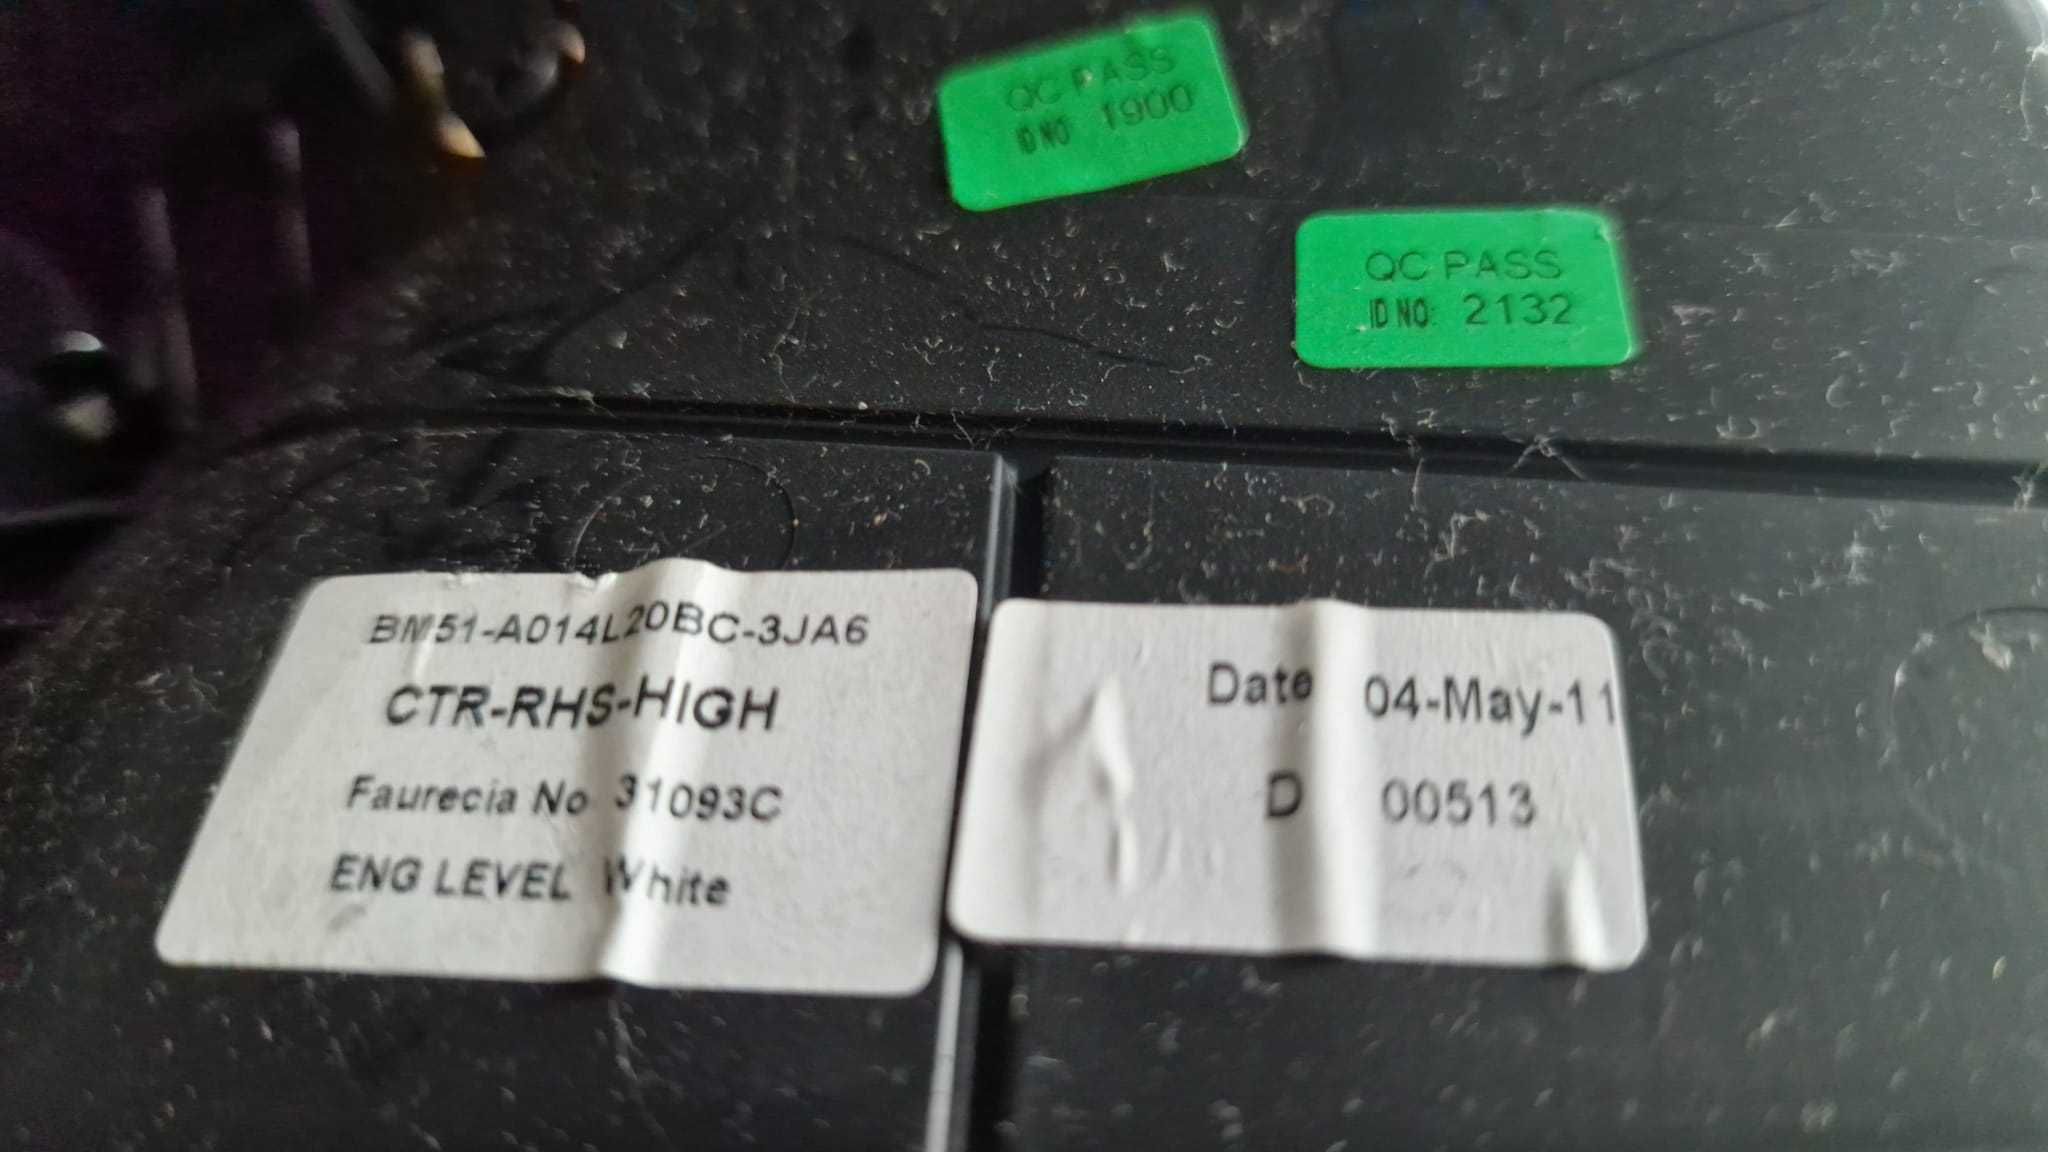 QC PASS
ID NO: 1900
QC PASS
ID NO: 2132
BM51-A014L20BC-3JA6
CTR-RHS-HIGH
Faurecia No 31093C
ENG LEVEL White
Date 04-May-11
D 00513